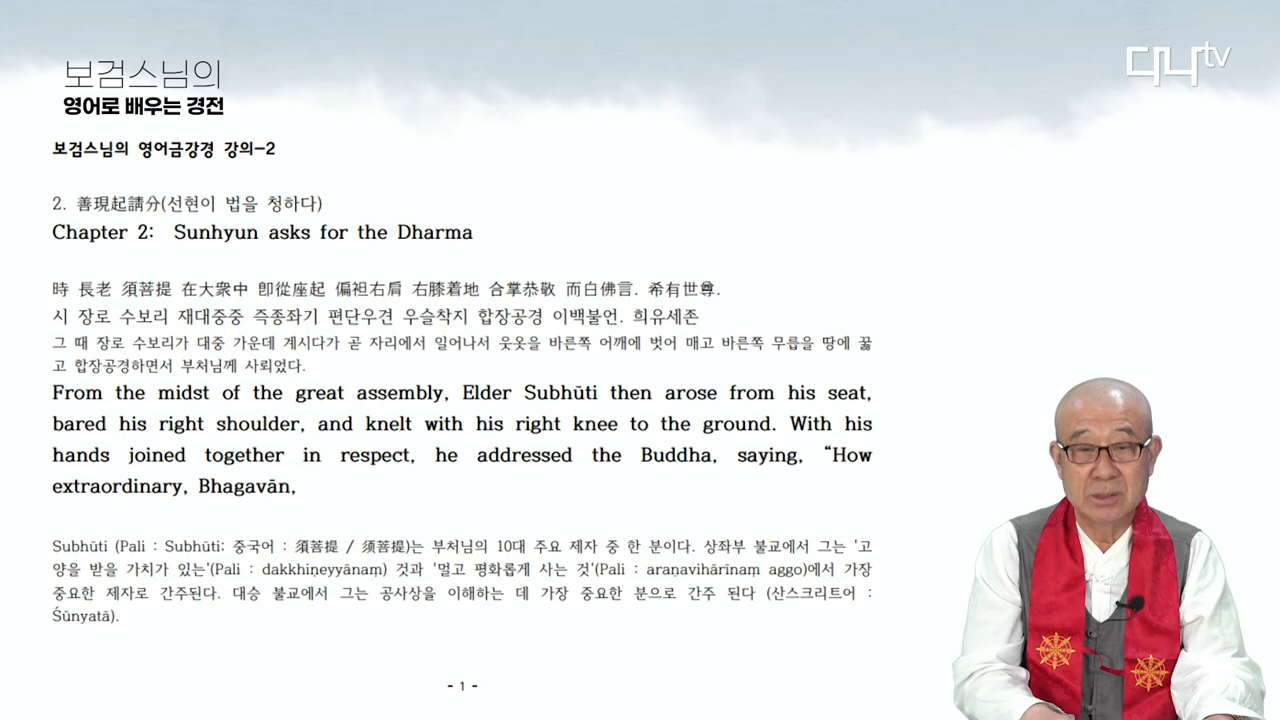 보검스님의
영어로 배우는 경전
다나tv
보검스님의 영어금강경 강의-2
2. 善現起請分(선현이 법을 청하다)
Chapter 2: Sunhyun asks for the Dharma
時 長老 須菩提 在大衆中 卽從座起 偏袒右肩 右膝着地 合掌恭敬 而白佛言. 希有世尊.
시 장로 수보리 재대중중 즉종좌기 편단우견 우슬착지 합장공경 이백불언. 희유세존
그 때 장로 수보리가 대중 가운데 계시다가 곧 자리에서 일어나서 웃옷을 바른쪽 어깨에 벗어 매고 바른쪽 무릅을 땅에 꿇
고 합장공경하면서 부처님께 사뢰었다.
From the midst of the great assembly, Elder Subhūti then arose from his seat,
bared his right shoulder, and knelt with his right knee to the ground. With his
hands joined together in respect, he addressed the Buddha, saying, “How
extraordinary, Bhagavān,
Subhūti (Pali : Subhūti; 중국어 : 須菩提 / 须菩提)는 부처님의 10대 주요 제자 중 한 분이다. 상좌부 불교에서 그는 '고
양을 받을 가치가 있는'(Pali : dakkhiṇeyyānaṃ) 것과 '멀고 평화롭게 사는 것'(Pali : araṇavihārīnaṃ aggo)에서 가장
중요한 제자로 간주된다. 대승 불교에서 그는 공사상을 이해하는 데 가장 중요한 분으로 간주 된다 (산스크리트어 :
Śūnyatā).
- 1 -